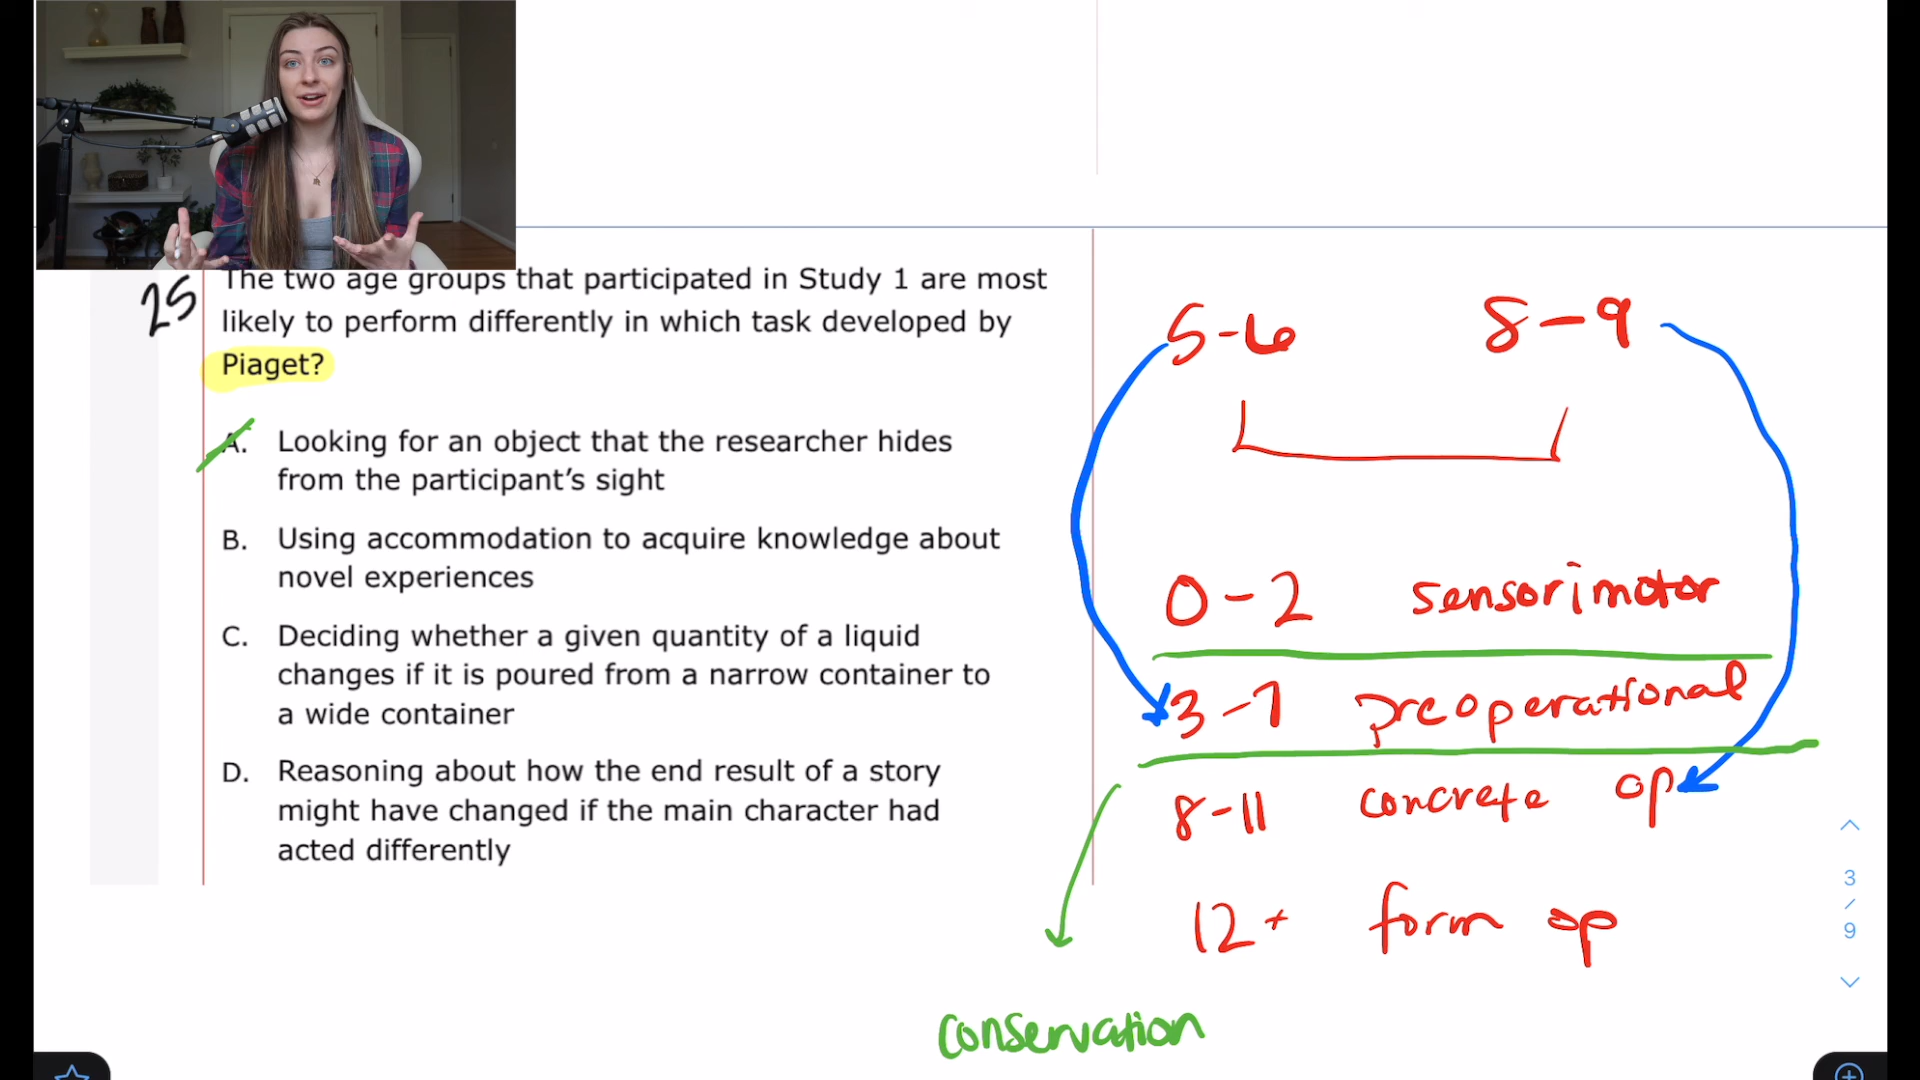 The two age groups that participated in Study 1 are most
likely to perform differently in which task developed by
Piaget?
25
A. Looking for an object that the researcher hides
from the participant's sight
B. Using accommodation to acquire knowledge about
novel experiences
C. Deciding whether a given quantity of a liquid
changes if it is poured from a narrow container to
a wide container
D. Reasoning about how the end result of a story
might have changed if the main character had
acted differently
5-6 8-9
0-2 sensorimotor
3-7 preoperational
8-11 concrete op
12+ form op
conservation
3
/
9